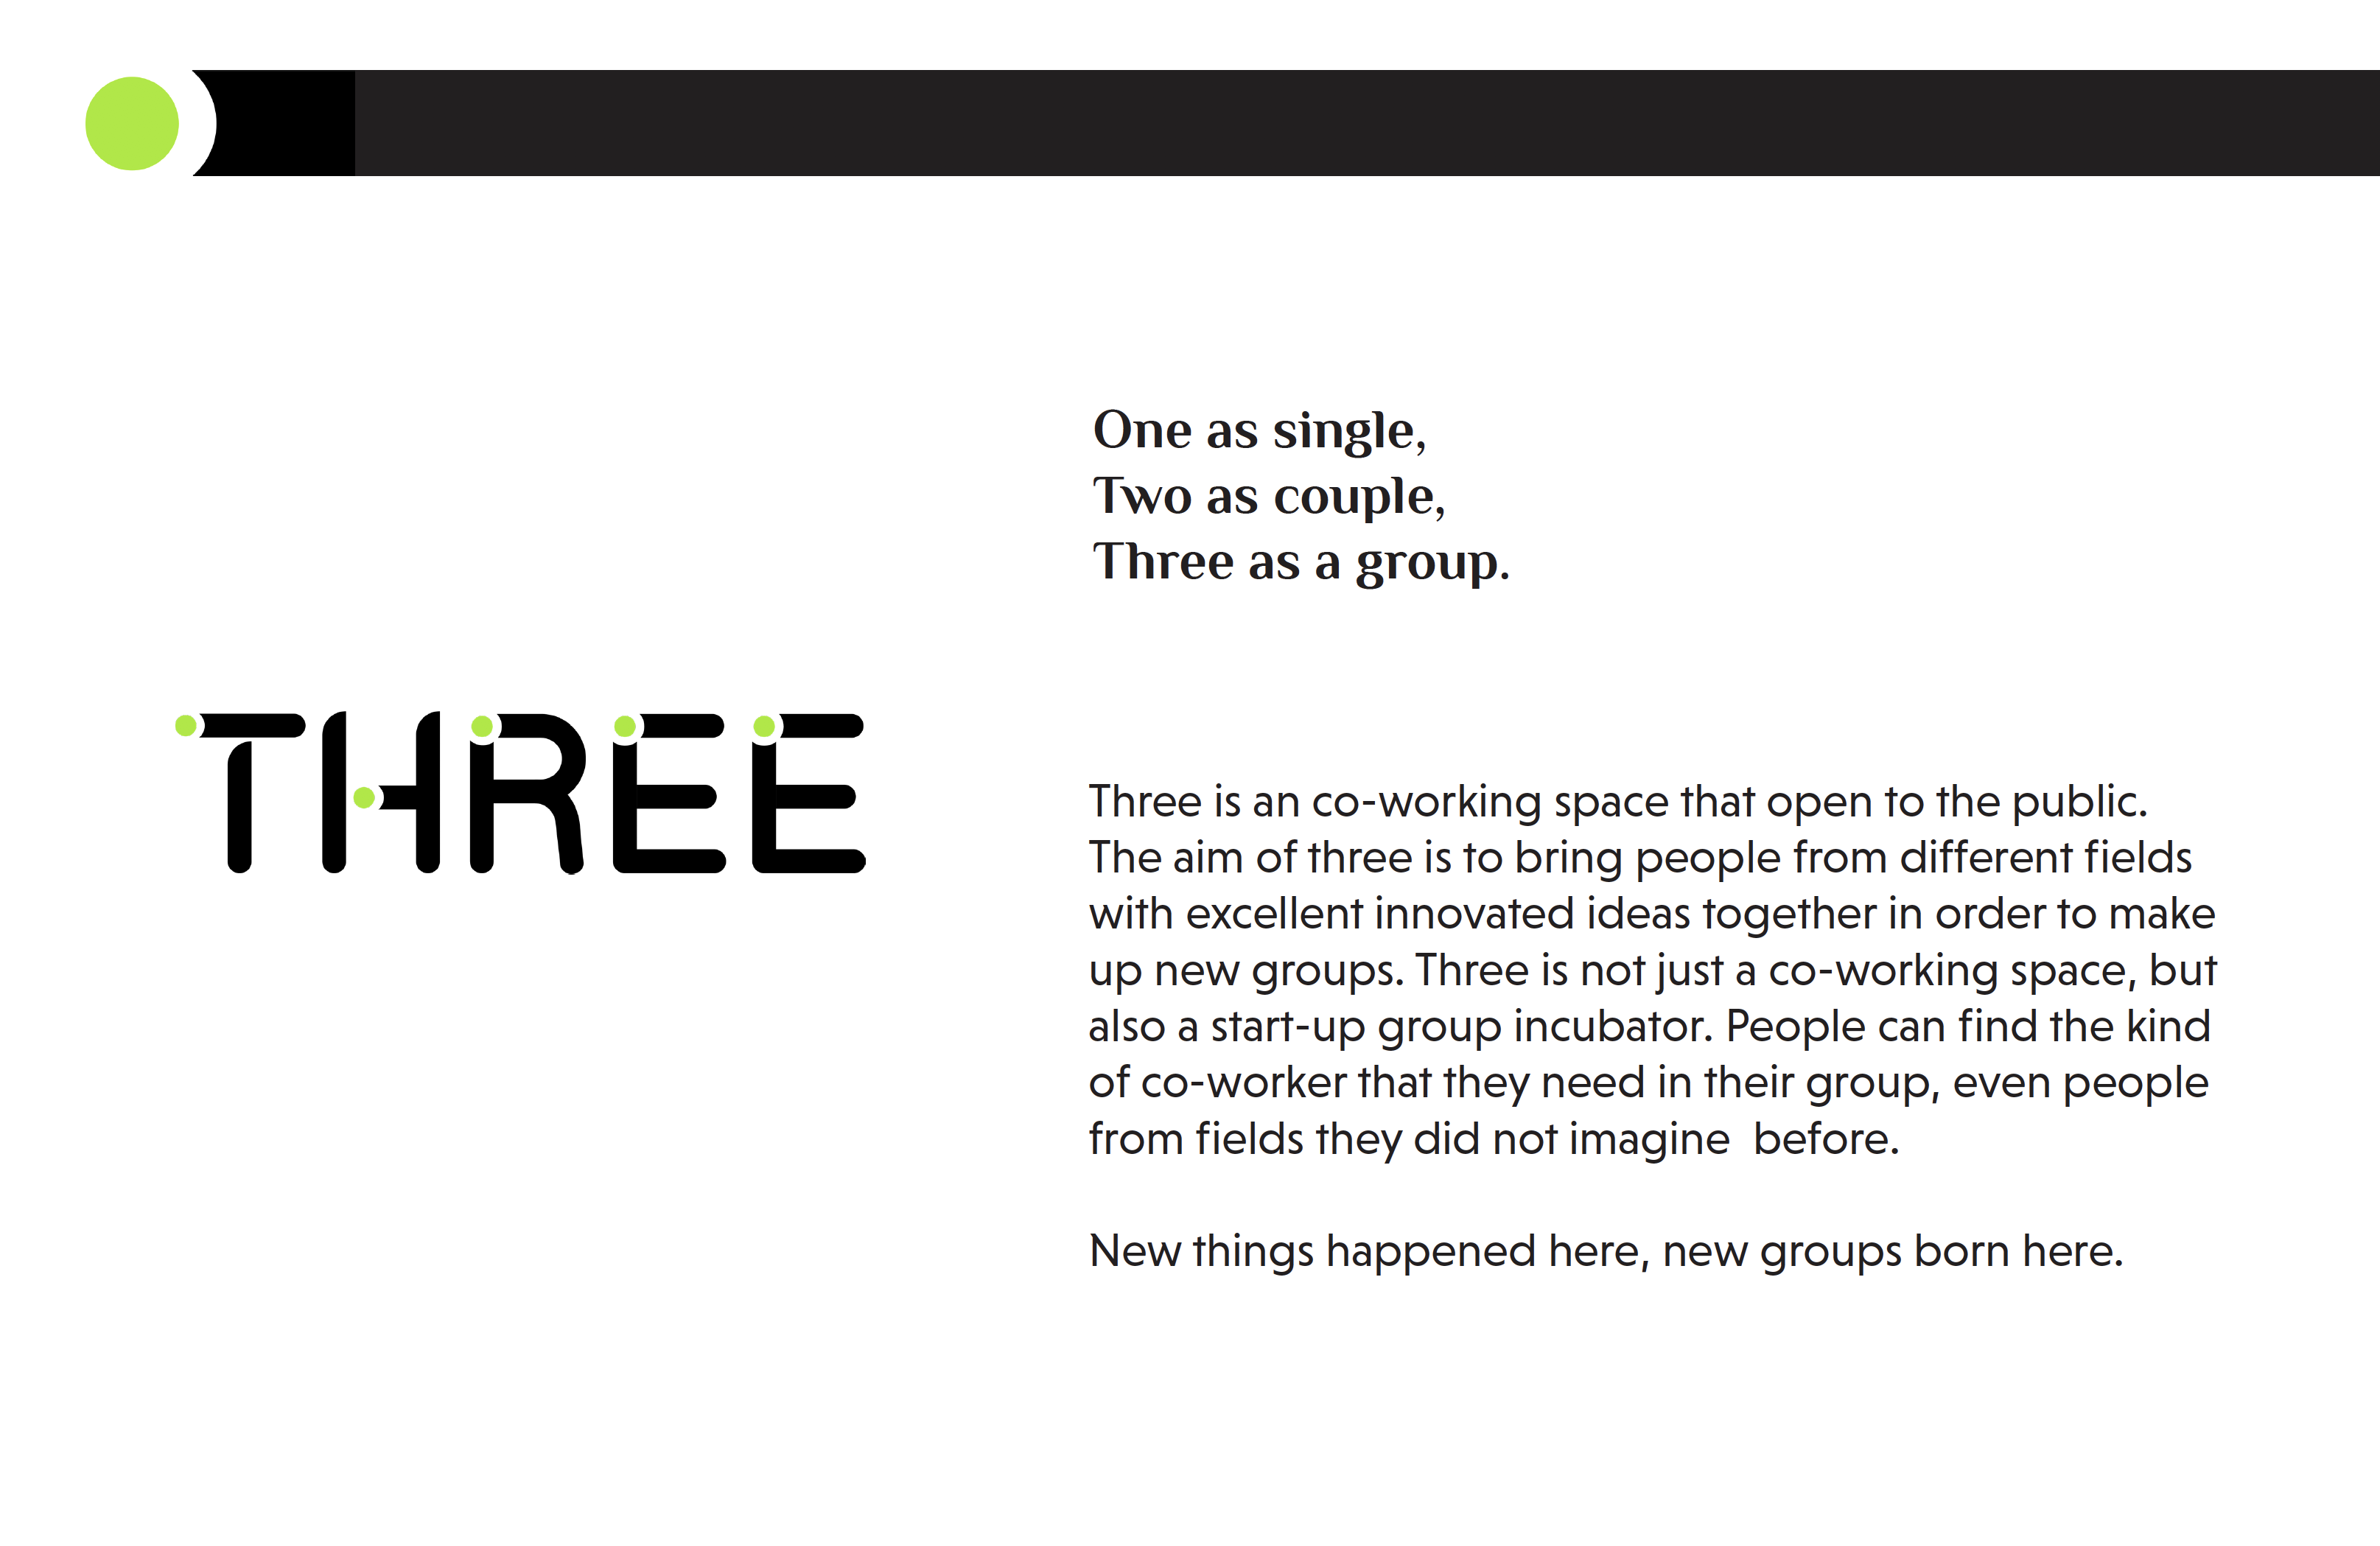 THREE
One as single,
Two as couple,
Three as a group.
Three is an co-working space that open to the public.
The aim of three is to bring people from different fields
with excellent innovated ideas together in order to make
up new groups. Three is not just a co-working space, but
also a start-up group incubator. People can find the kind
of co-worker that they need in their group, even people
from fields they did not imagine  before.
New things happened here, new groups born here.